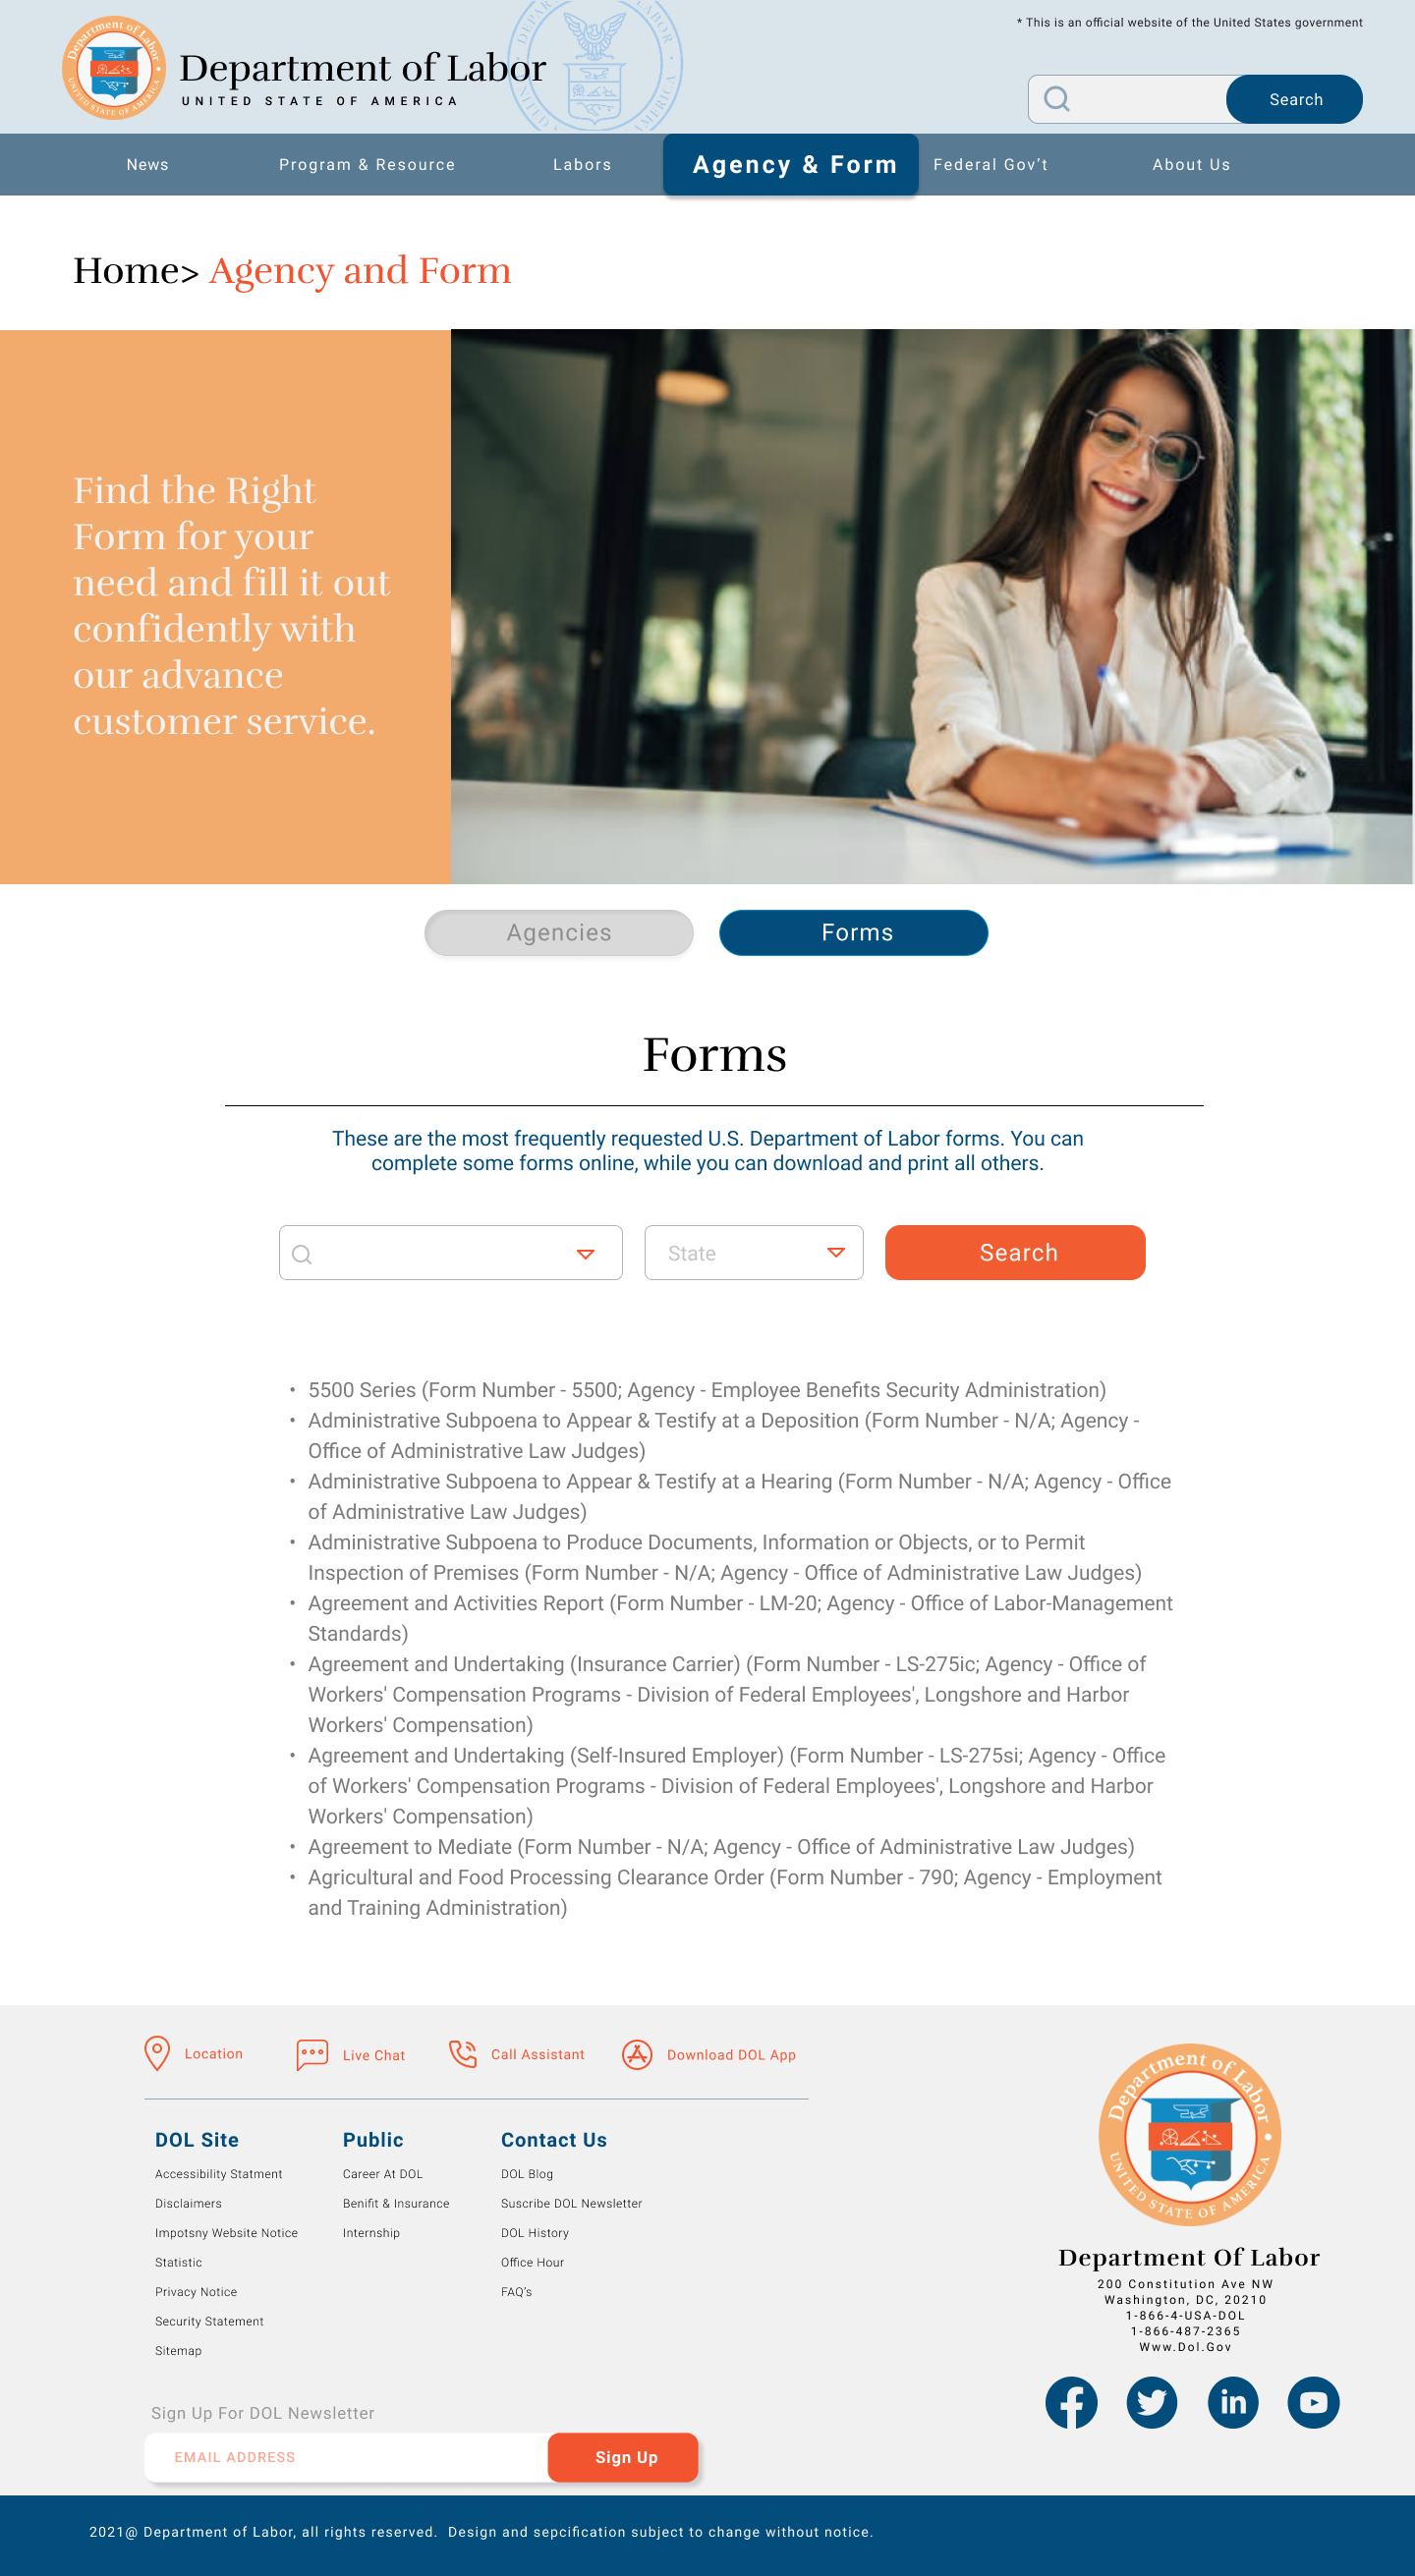 * This is an official website of the United States government
Department of Labor
UNITED STATE OF AMERICA
Department of Labor
UNITED STATE OF AMERICA
Search
News
Program & Resource
Labors
Agency & Form
Federal Gov’t
About Us
Home> Agency and Form
Find the Right
Form for your
need and fill it out
confidently with
our advance
customer service.
Agencies
Forms
Forms
These are the most frequently requested U.S. Department of Labor forms. You can
complete some forms online, while you can download and print all others.
State
Search
• 5500 Series (Form Number - 5500; Agency - Employee Benefits Security Administration)
• Administrative Subpoena to Appear & Testify at a Deposition (Form Number - N/A; Agency -
Office of Administrative Law Judges)
• Administrative Subpoena to Appear & Testify at a Hearing (Form Number - N/A; Agency - Office
of Administrative Law Judges)
• Administrative Subpoena to Produce Documents, Information or Objects, or to Permit
Inspection of Premises (Form Number - N/A; Agency - Office of Administrative Law Judges)
• Agreement and Activities Report (Form Number - LM-20; Agency - Office of Labor-Management
Standards)
• Agreement and Undertaking (Insurance Carrier) (Form Number - LS-275ic; Agency - Office of
Workers' Compensation Programs - Division of Federal Employees', Longshore and Harbor
Workers' Compensation)
• Agreement and Undertaking (Self-Insured Employer) (Form Number - LS-275si; Agency - Office
of Workers' Compensation Programs - Division of Federal Employees', Longshore and Harbor
Workers' Compensation)
• Agreement to Mediate (Form Number - N/A; Agency - Office of Administrative Law Judges)
• Agricultural and Food Processing Clearance Order (Form Number - 790; Agency - Employment
and Training Administration)
Location
Live Chat
Call Assistant
Download DOL App
DOL Site
Accessibility Statment
Disclaimers
Impotsny Website Notice
Statistic
Privacy Notice
Security Statement
Sitemap
Public
Career At DOL
Benifit & Insurance
Internship
Contact Us
DOL Blog
Suscribe DOL Newsletter
DOL History
Office Hour
FAQ’s
Department of Labor
UNITED STATE OF AMERICA
Department Of Labor
200 Constitution Ave NW
Washington, DC, 20210
1-866-4-USA-DOL
1-866-487-2365
Www.Dol.Gov
Sign Up For DOL Newsletter
EMAIL ADDRESS
Sign Up
2021@ Department of Labor, all rights reserved. Design and sepcification subject to change without notice.